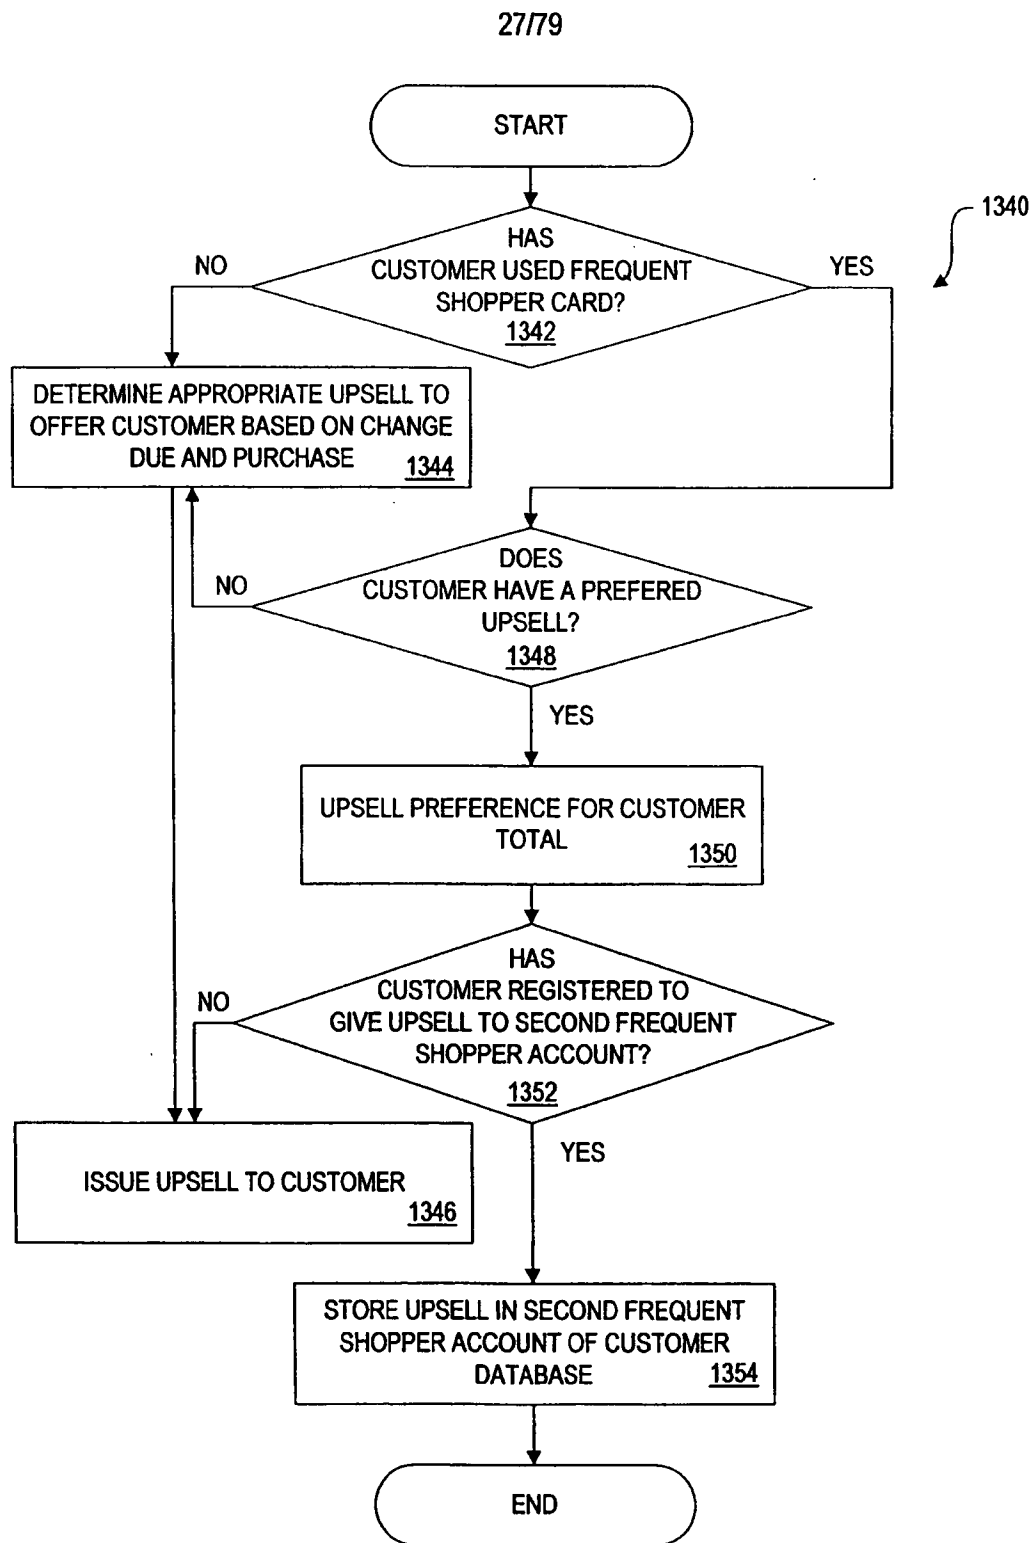 27/79
START
1340
HAS
CUSTOMER USED FREQUENT
SHOPPER CARD?
1342
NO
YES
DETERMINE APPROPRIATE UPSELL TO
OFFER CUSTOMER BASED ON CHANGE
DUE AND PURCHASE 1344
DOES
CUSTOMER HAVE A PREFERED
UPSELL?
1348
NO
YES
UPSELL PREFERENCE FOR CUSTOMER
TOTAL
1350
HAS
CUSTOMER REGISTERED TO
GIVE UPSELL TO SECOND FREQUENT
SHOPPER ACCOUNT?
1352
NO
YES
ISSUE UPSELL TO CUSTOMER
1346
STORE UPSELL IN SECOND FREQUENT
SHOPPER ACCOUNT OF CUSTOMER
DATABASE 1354
END